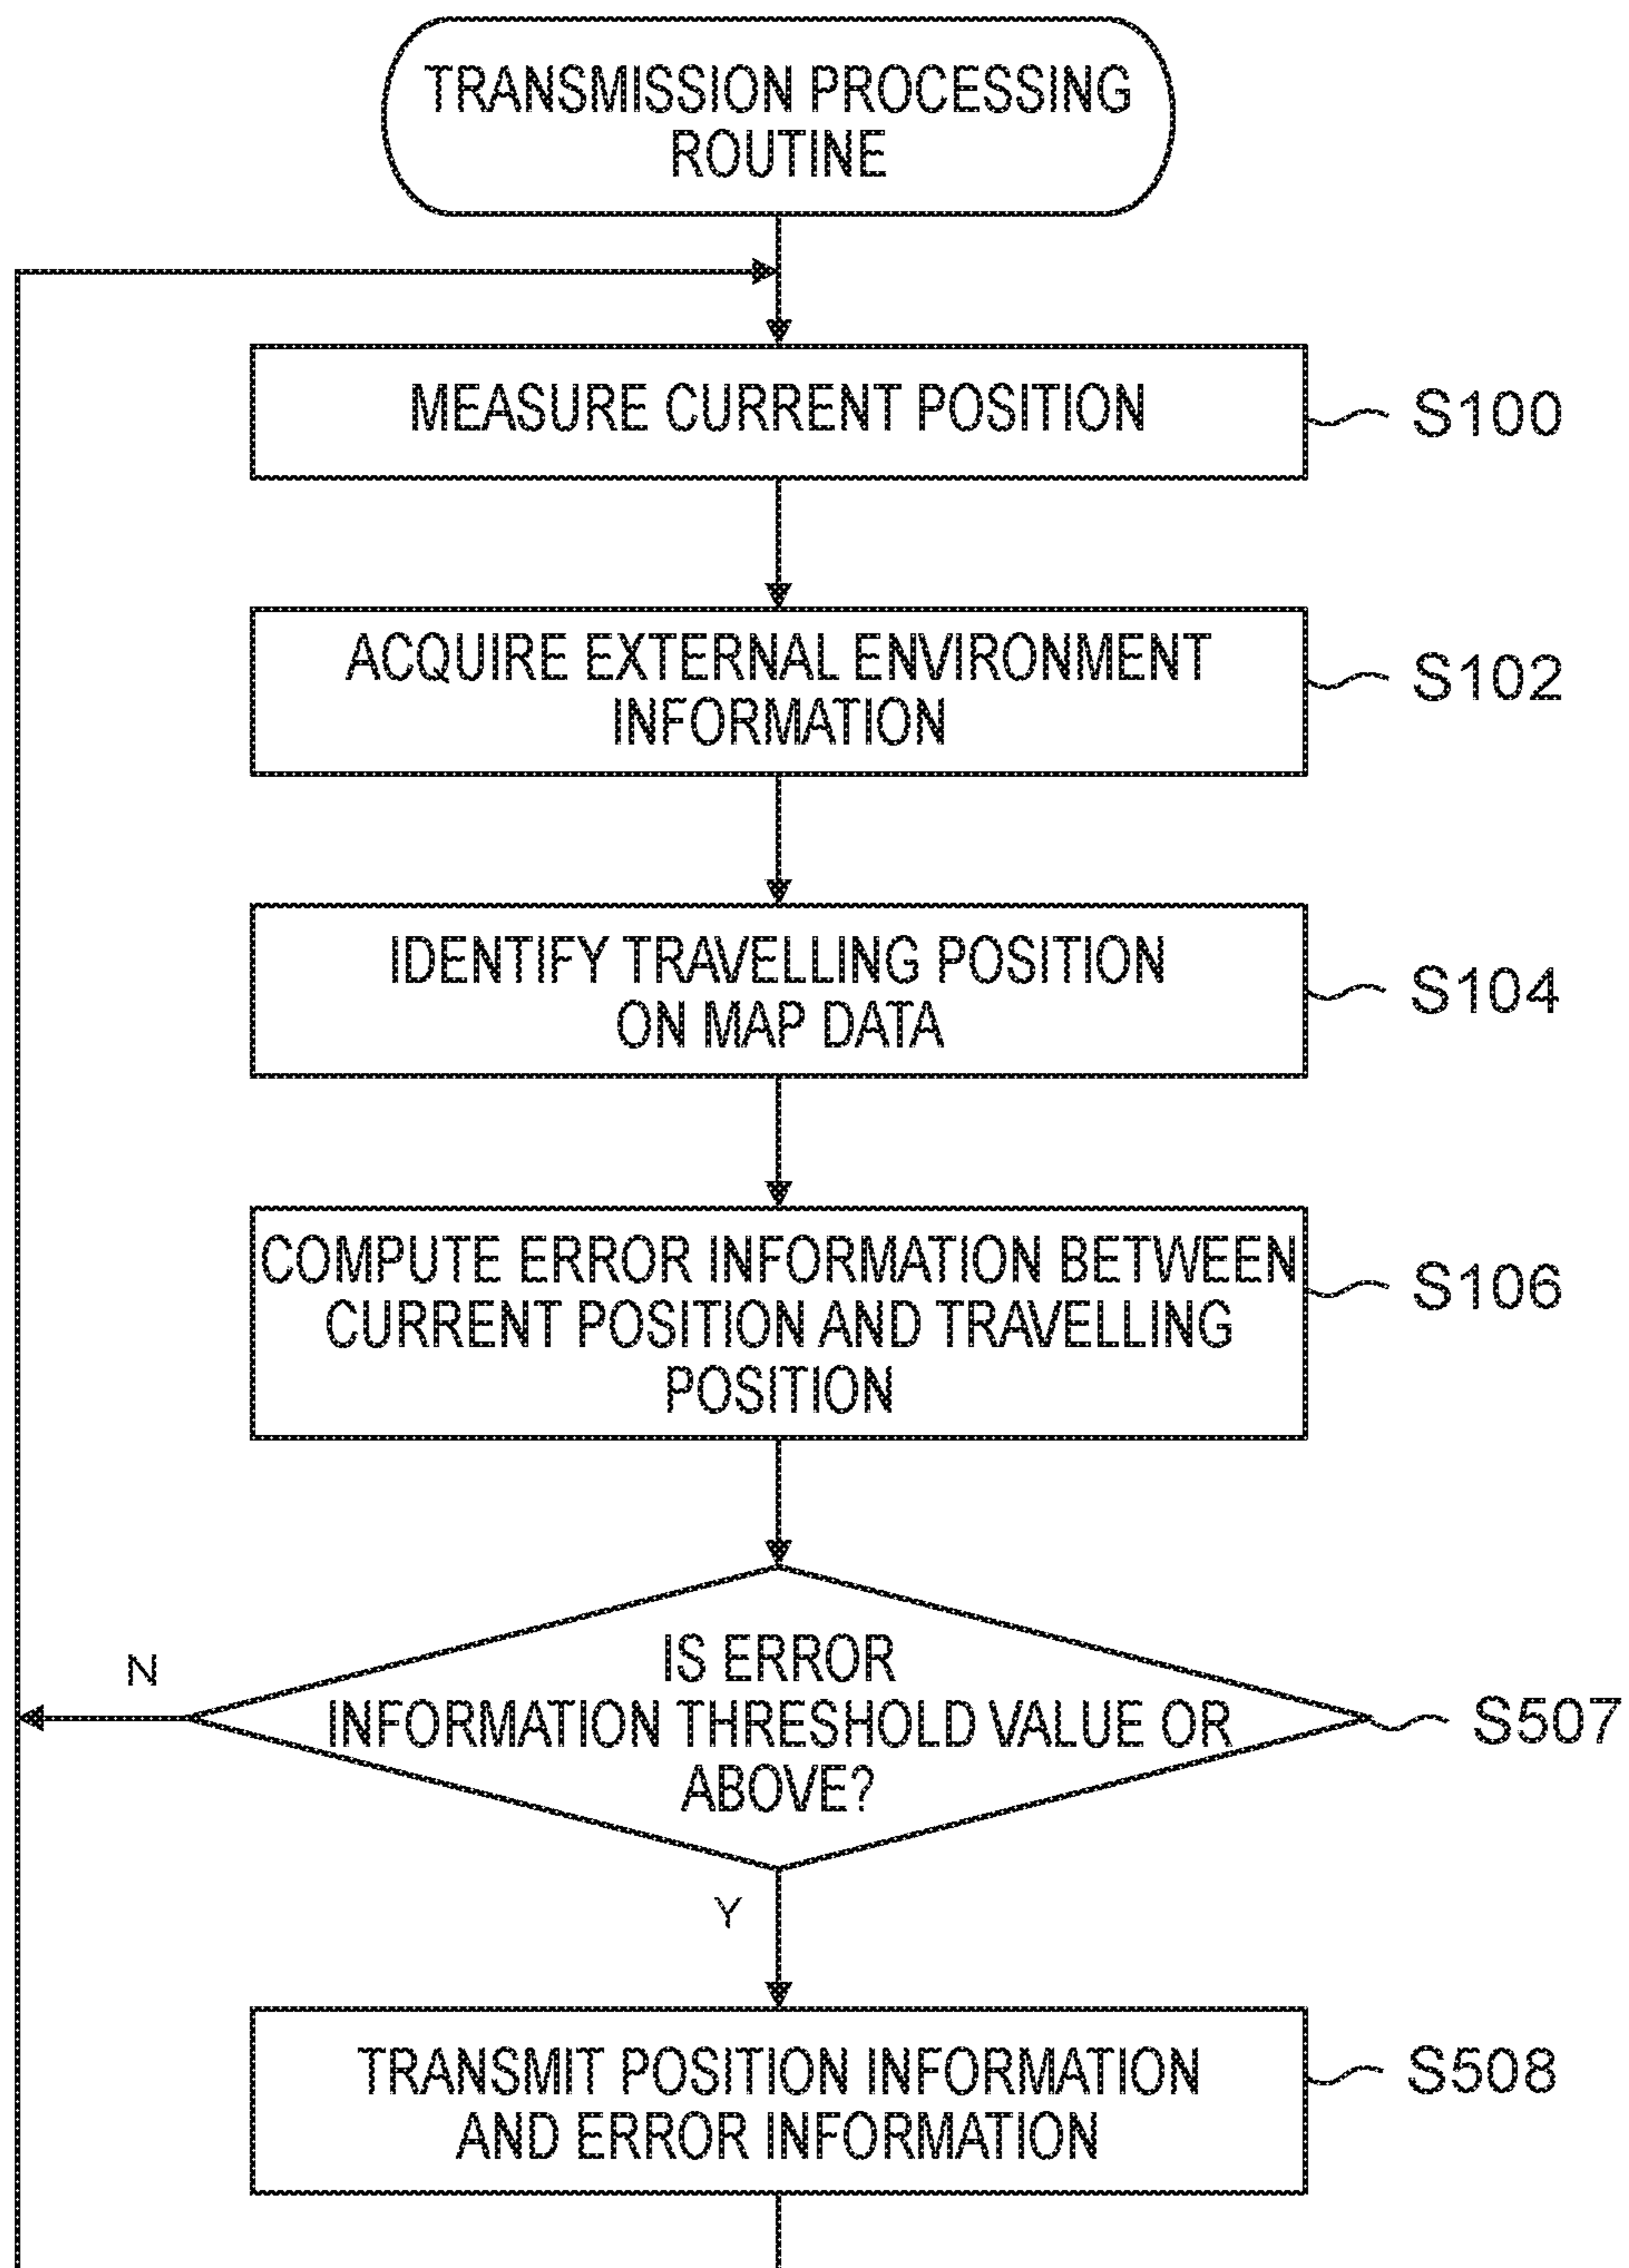 TRANSMISSION PROCESSING
ROUTINE
MEASURE CURRENT POSITION
S100
ACQUIRE EXTERNAL ENVIRONMENT
INFORMATION
S102
IDENTIFY TRAVELLING POSITION
ON MAP DATA
S104
COMPUTE ERROR INFORMATION BETWEEN
CURRENT POSITION AND TRAVELLING
POSITION
S106
N
IS ERROR
INFORMATION THRESHOLD VALUE OR
ABOVE?
S507
Y
TRANSMIT POSITION INFORMATION
AND ERROR INFORMATION
S508